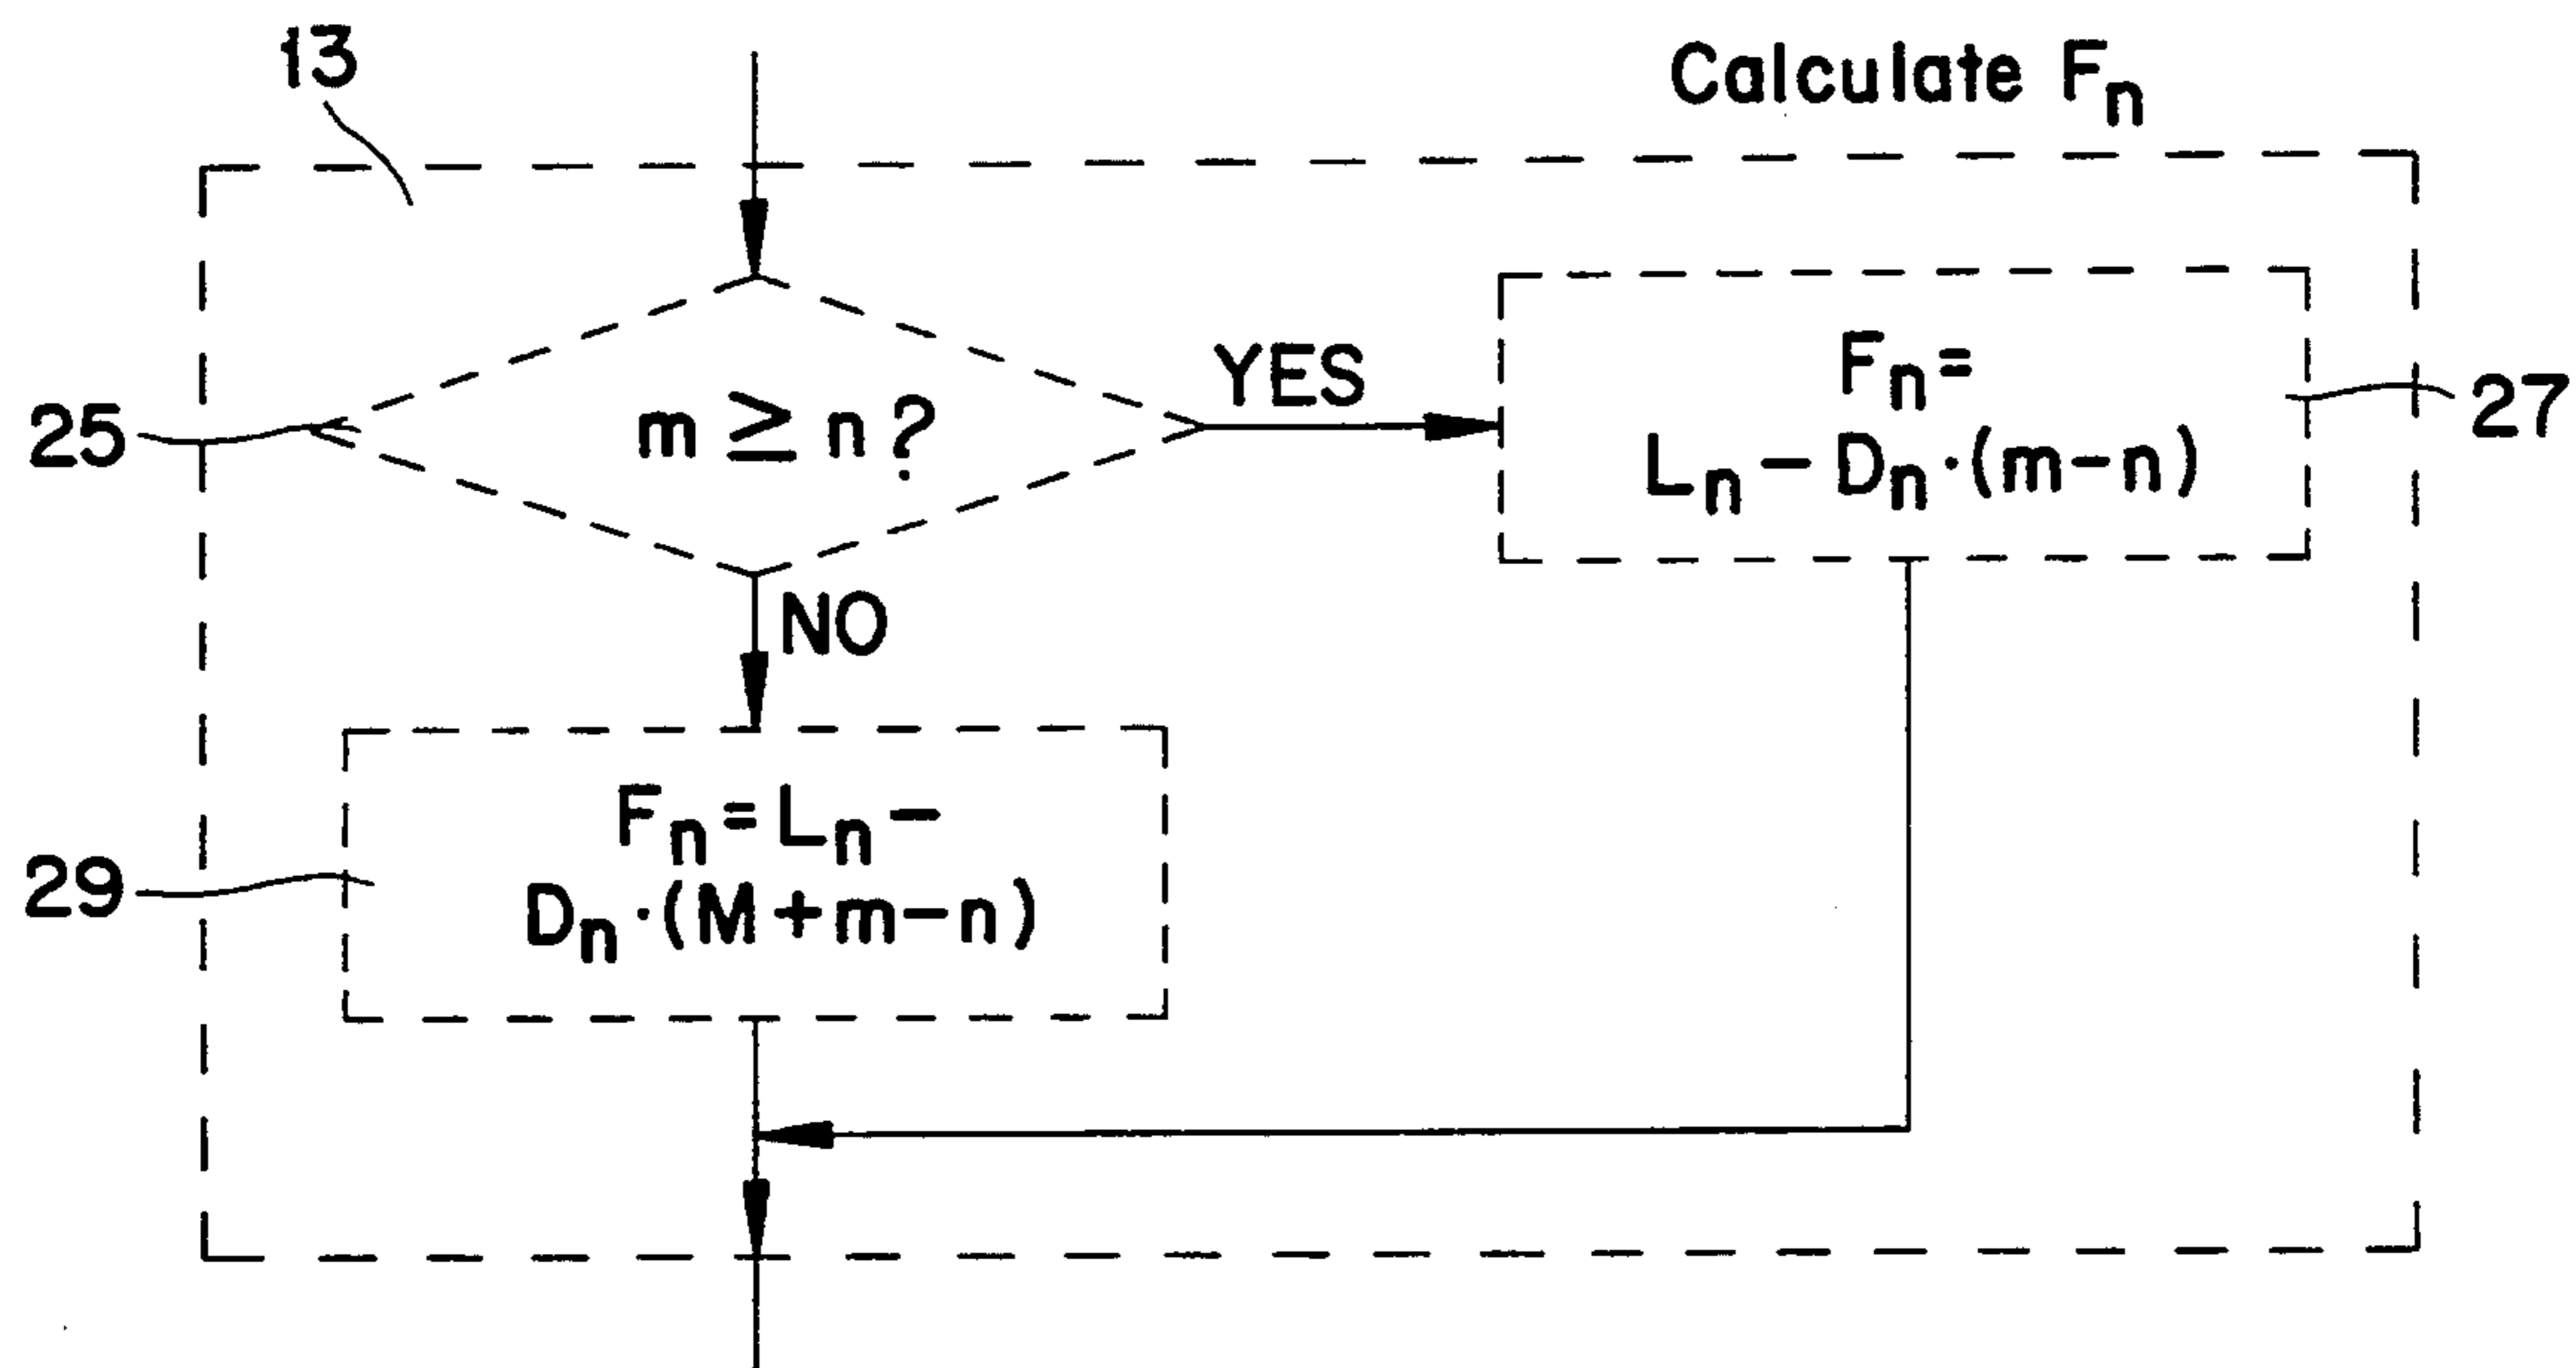 13
Calculate Fn
25
m ≥ n?
YES
Fn=
Ln − Dn·(m−n)
27
NO
29
Fn=Ln−
Dn·(M+m−n)